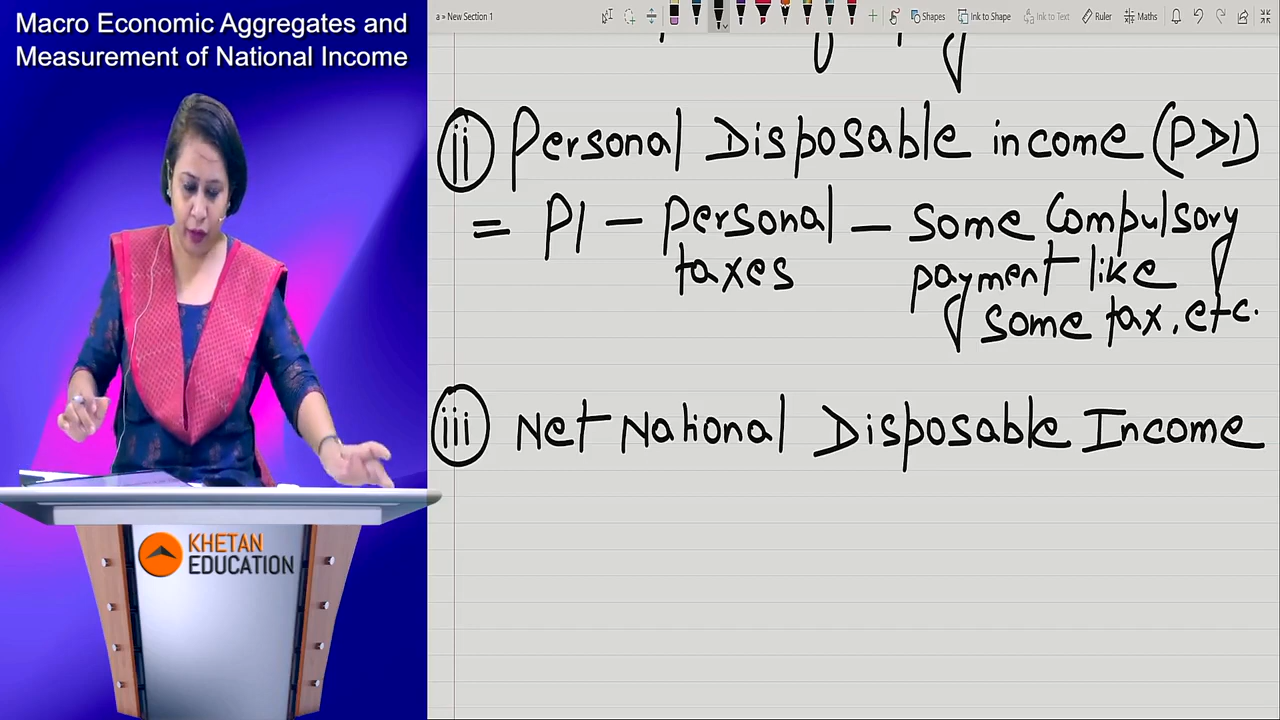 Macro Economic Aggregates and
Measurement of National Income
a » New Section 1
Shapes
Ink to Shape
Ink to Text
Ruler
Maths
ii Personal Disposable income (PDI)
= PI – personal – some compulsory
taxes payment like
some tax, etc.
iii Net National Disposable Income
KHETAN
EDUCATION